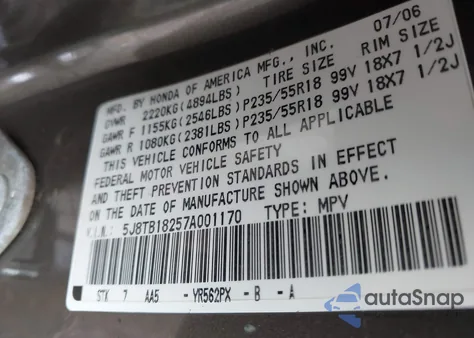 MFD. BY HONDA OF AMERICA MFG., INC. 07/06
GVWR 2220KG(4894LBS) TIRE SIZE RIM SIZE
GAWR F 1155KG(2546LBS)P235/55R18 99V 18X7 1/2J
GAWR R 1080KG(2381LBS)P235/55R18 99V 18X7 1/2J
THIS VEHICLE CONFORMS TO ALL APPLICABLE
FEDERAL MOTOR VEHICLE SAFETY
AND THEFT PREVENTION STANDARDS IN EFFECT
ON THE DATE OF MANUFACTURE SHOWN ABOVE.
V.I.N.: 5J8TB18257A001170 TYPE: MPV
STK 7 AA5 -YR562PX -B -A
autoSnap